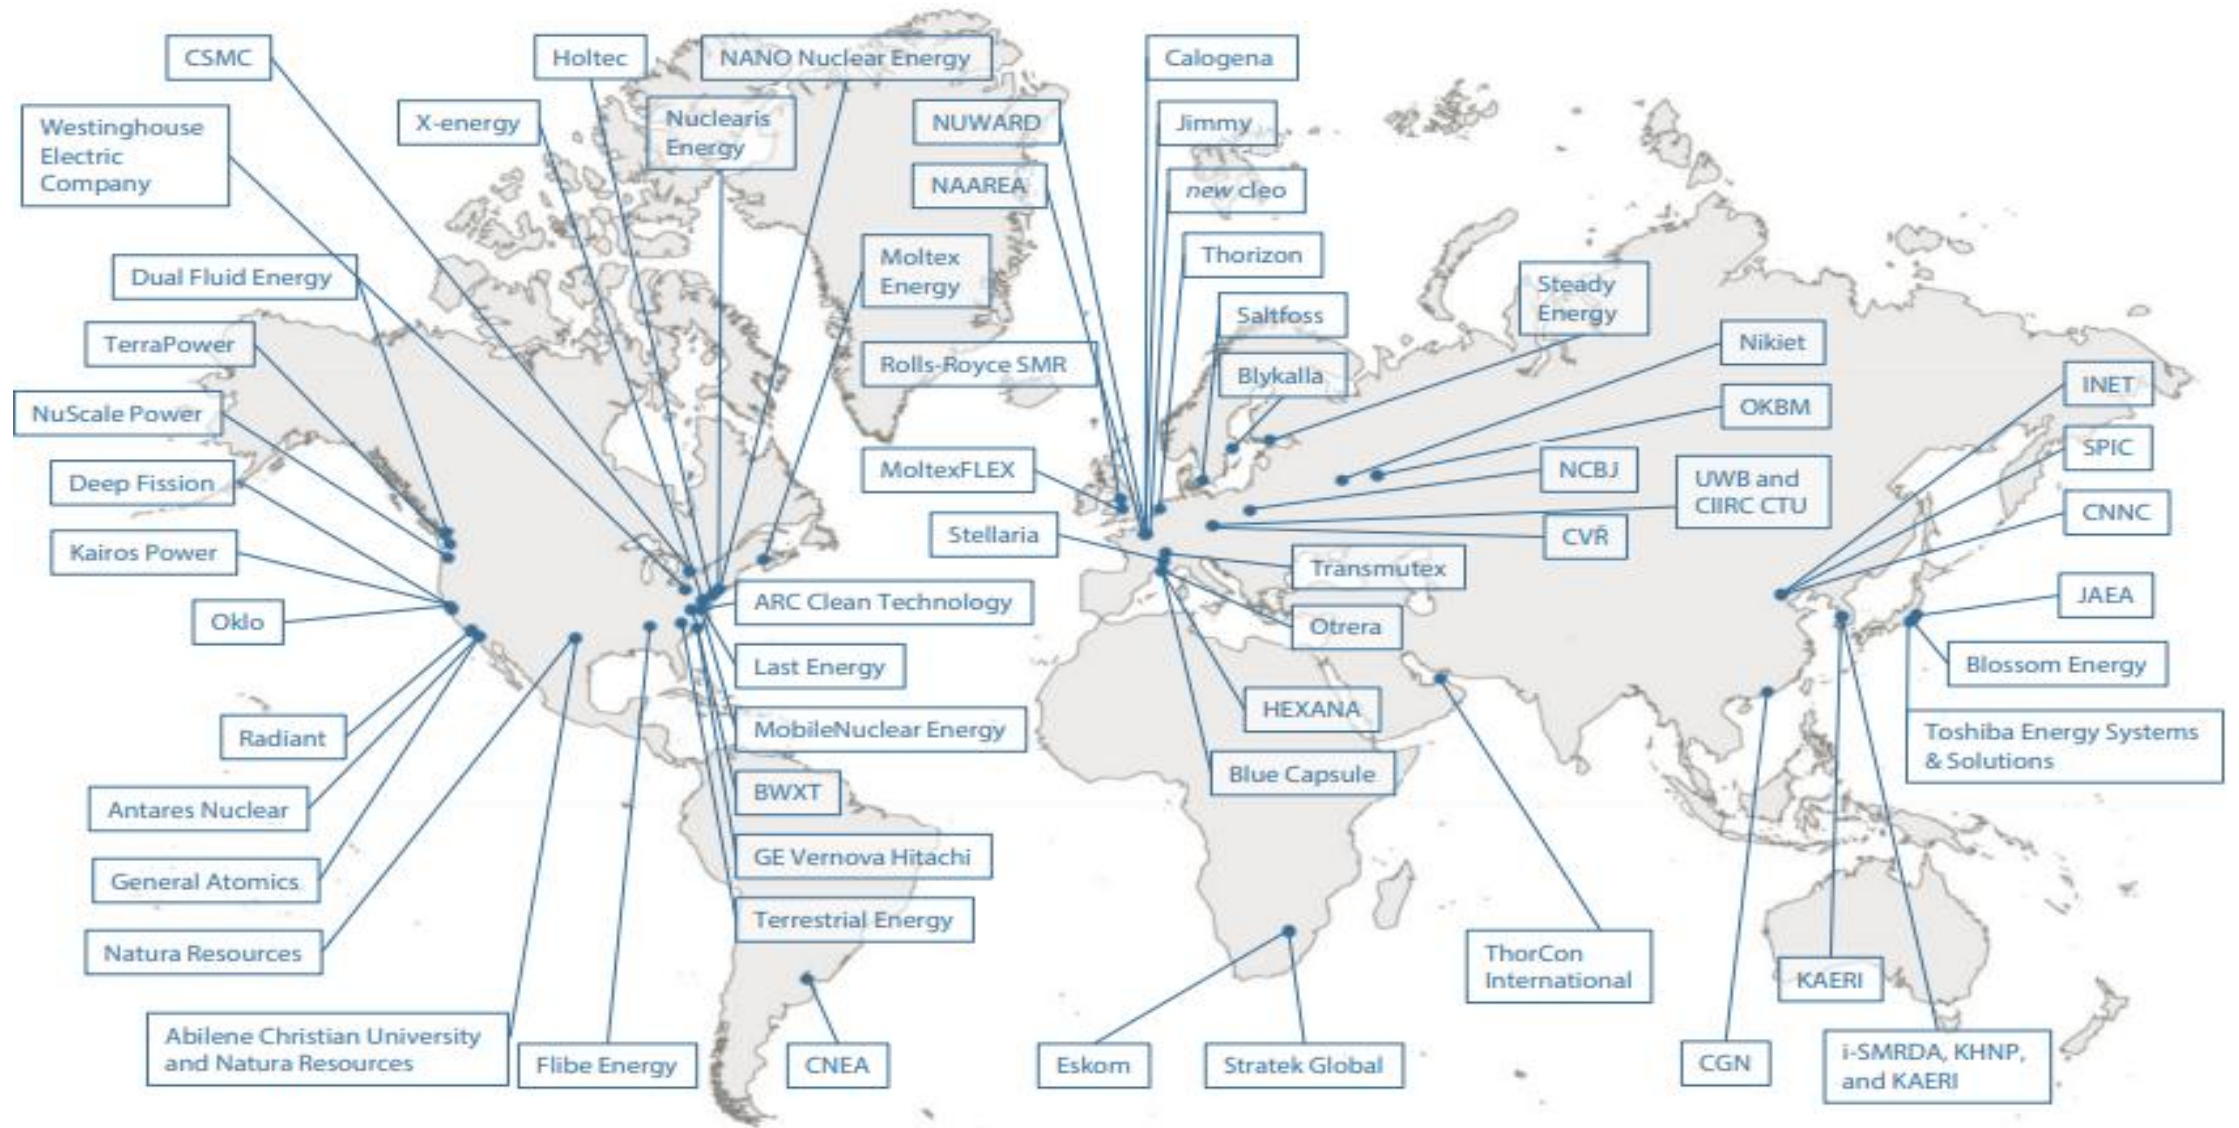 CSMC
Holtec
NANO Nuclear Energy
Calogena
Westinghouse
Electric
Company
X-energy
Nuclearis
Energy
NUWARD
Jimmy
NAAREA
new cleo
Dual Fluid Energy
Moltex
Energy
Thorizon
Steady
Energy
TerraPower
Saltfoss
Nikiet
Rolls-Royce SMR
Blykalla
INET
NuScale Power
OKBM
Deep Fission
MoltexFLEX
NCBJ
UWB and
CIIRC CTU
SPIC
Kairos Power
Stellaria
CVŘ
CNNC
Oklo
ARC Clean Technology
Transmutex
JAEA
Last Energy
Otrera
Blossom Energy
Radiant
MobileNuclear Energy
HEXANA
Toshiba Energy Systems
& Solutions
Antares Nuclear
BWXT
Blue Capsule
General Atomics
GE Vernova Hitachi
Natura Resources
Terrestrial Energy
ThorCon
International
KAERI
Abilene Christian University
and Natura Resources
Flibe Energy
CNEA
Eskom
Stratek Global
CGN
i-SMRDA, KHNP,
and KAERI